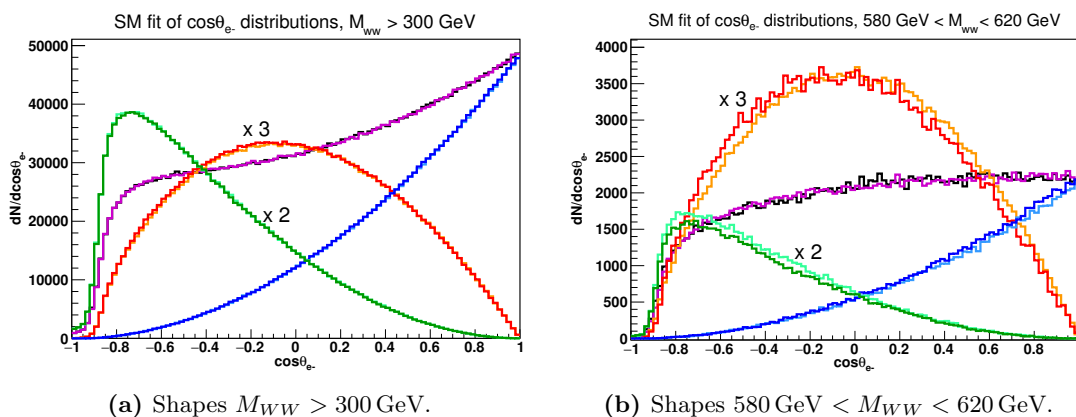 SM fit of cosθe- distributions, Mww > 300 GeV
dN/dcosθe-
50000
40000
30000
20000
10000
0
x 3
x 2
−1 −0.8 −0.6 −0.4 −0.2 0 0.2 0.4 0.6 0.8 1
cosθe-
(a) Shapes MWW > 300 GeV.
SM fit of cosθe- distributions, 580 GeV < Mww < 620 GeV
dN/dcosθe-
4000
3500
3000
2500
2000
1500
1000
500
0
x 3
x 2
−1 −0.8 −0.6 −0.4 −0.2 0 0.2 0.4 0.6 0.8 1
cosθe-
(b) Shapes 580 GeV < MWW < 620 GeV.